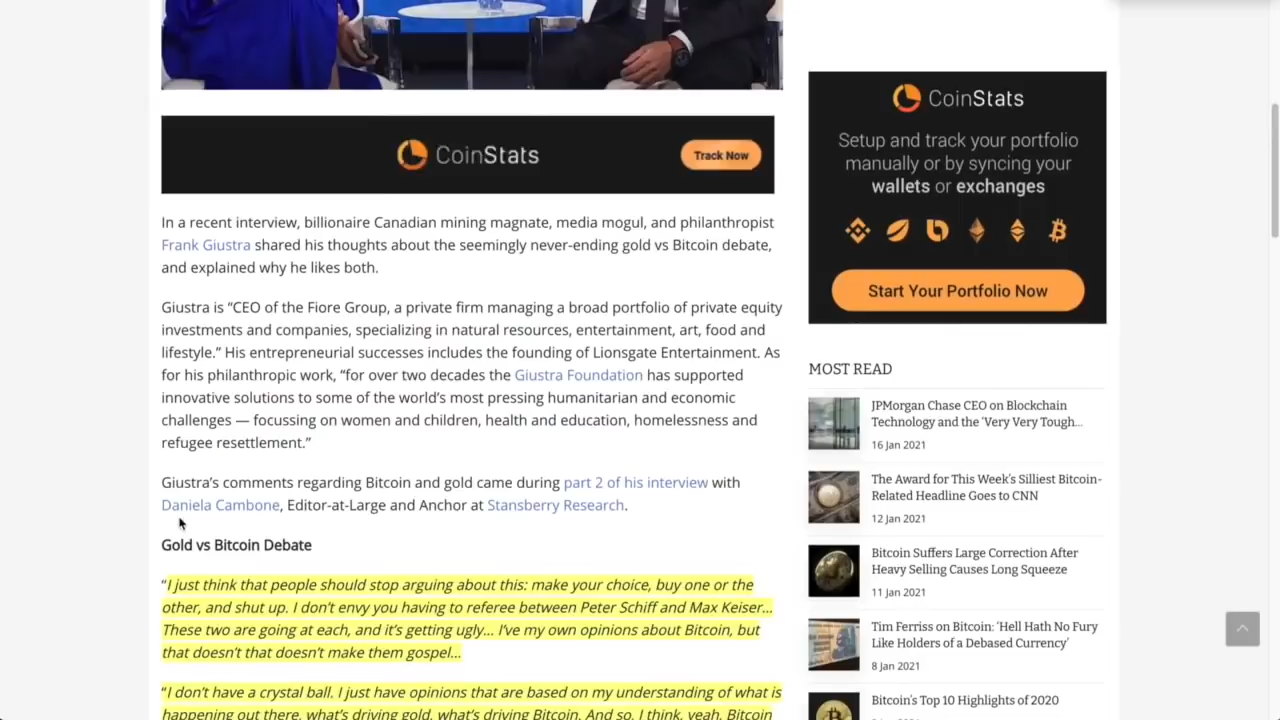 CoinStats
Track Now
In a recent interview, billionaire Canadian mining magnate, media mogul, and philanthropist
Frank Giustra shared his thoughts about the seemingly never-ending gold vs Bitcoin debate,
and explained why he likes both.
Giustra is “CEO of the Fiore Group, a private firm managing a broad portfolio of private equity
investments and companies, specializing in natural resources, entertainment, art, food and
lifestyle.” His entrepreneurial successes includes the founding of Lionsgate Entertainment. As
for his philanthropic work, “for over two decades the Giustra Foundation has supported
innovative solutions to some of the world’s most pressing humanitarian and economic
challenges — focussing on women and children, health and education, homelessness and
refugee resettlement.”
Giustra’s comments regarding Bitcoin and gold came during part 2 of his interview with
Daniela Cambone, Editor-at-Large and Anchor at Stansberry Research.
Gold vs Bitcoin Debate
“I just think that people should stop arguing about this: make your choice, buy one or the
other, and shut up. I don’t envy you having to referee between Peter Schiff and Max Keiser…
These two are going at each, and it’s getting ugly… I’ve my own opinions about Bitcoin, but
that doesn’t that doesn’t make them gospel…
“I don’t have a crystal ball. I just have opinions that are based on my understanding of what is
happening out there, what’s driving gold, what’s driving Bitcoin. And so, I think, yeah, Bitcoin
CoinStats
Setup and track your portfolio
manually or by syncing your
wallets or exchanges
Start Your Portfolio Now
MOST READ
JPMorgan Chase CEO on Blockchain
Technology and the ‘Very Very Tough…
16 Jan 2021
The Award for This Week’s Silliest Bitcoin-
Related Headline Goes to CNN
12 Jan 2021
Bitcoin Suffers Large Correction After
Heavy Selling Causes Long Squeeze
11 Jan 2021
Tim Ferriss on Bitcoin: ‘Hell Hath No Fury
Like Holders of a Debased Currency’
8 Jan 2021
Bitcoin’s Top 10 Highlights of 2020